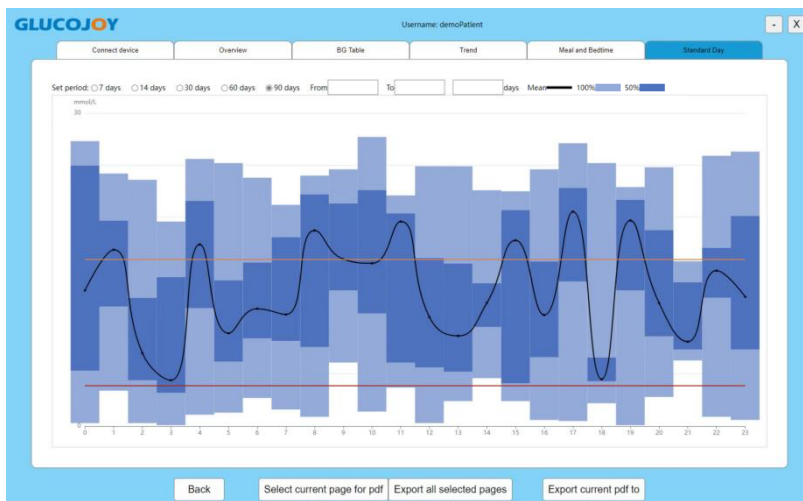 GLUCOJOY
Username: demoPatient
- X
Connect device Overview BG Table Trend Meal and Bedtime Standard Day
Set period: 7 days 14 days 30 days 60 days 90 days From To days Mean 100% 50%
mmol/L
30
0
0 1 2 3 4 5 6 7 8 9 10 11 12 13 14 15 16 17 18 19 20 21 22 23
Back Select current page for pdf Export all selected pages Export current pdf to